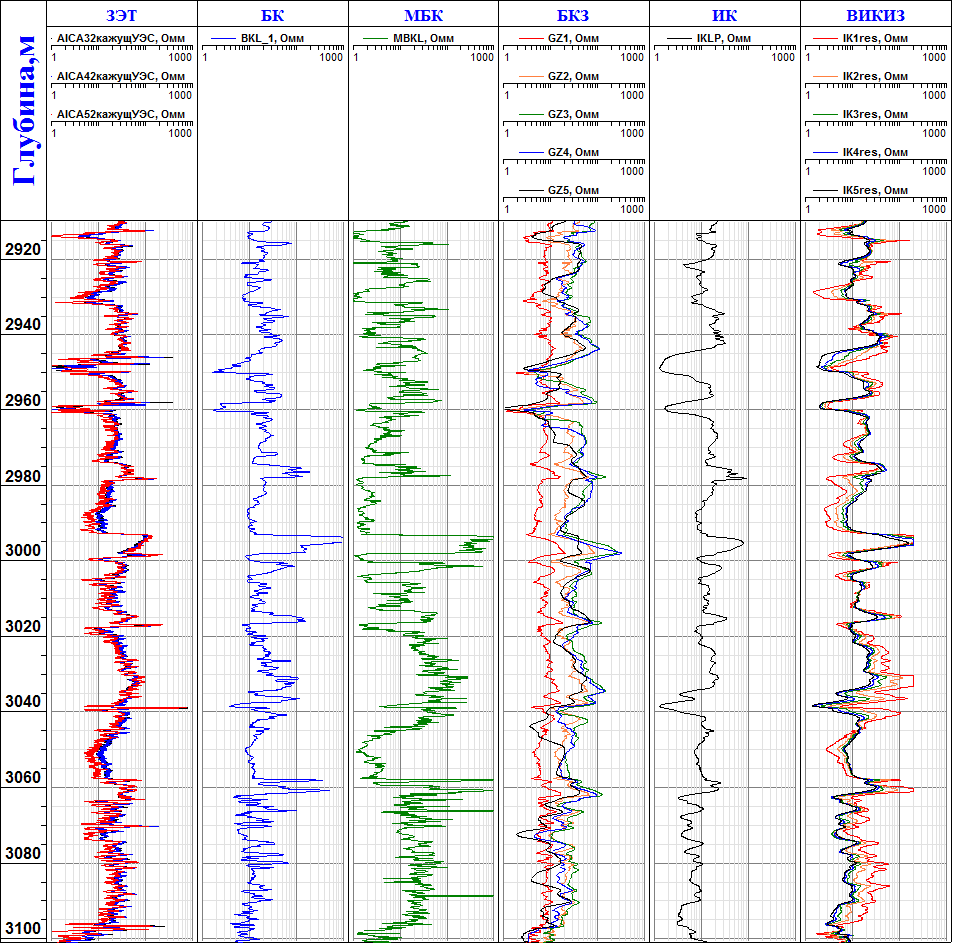 Глубина,м
ЗЭТ
AICA32кажущУЭС, Омм
1 1000
AICA42кажущУЭС, Омм
1 1000
AICA52кажущУЭС, Омм
1 1000
БК
BKL_1, Омм
1 1000
МБК
MBKL, Омм
1 1000
БКЗ
GZ1, Омм
1 1000
GZ2, Омм
1 1000
GZ3, Омм
1 1000
GZ4, Омм
1 1000
GZ5, Омм
1 1000
ИК
IKLP, Омм
1 1000
ВИКИЗ
IK1res, Омм
1 1000
IK2res, Омм
1 1000
IK3res, Омм
1 1000
IK4res, Омм
1 1000
IK5res, Омм
1 1000
2920
2940
2960
2980
3000
3020
3040
3060
3080
3100